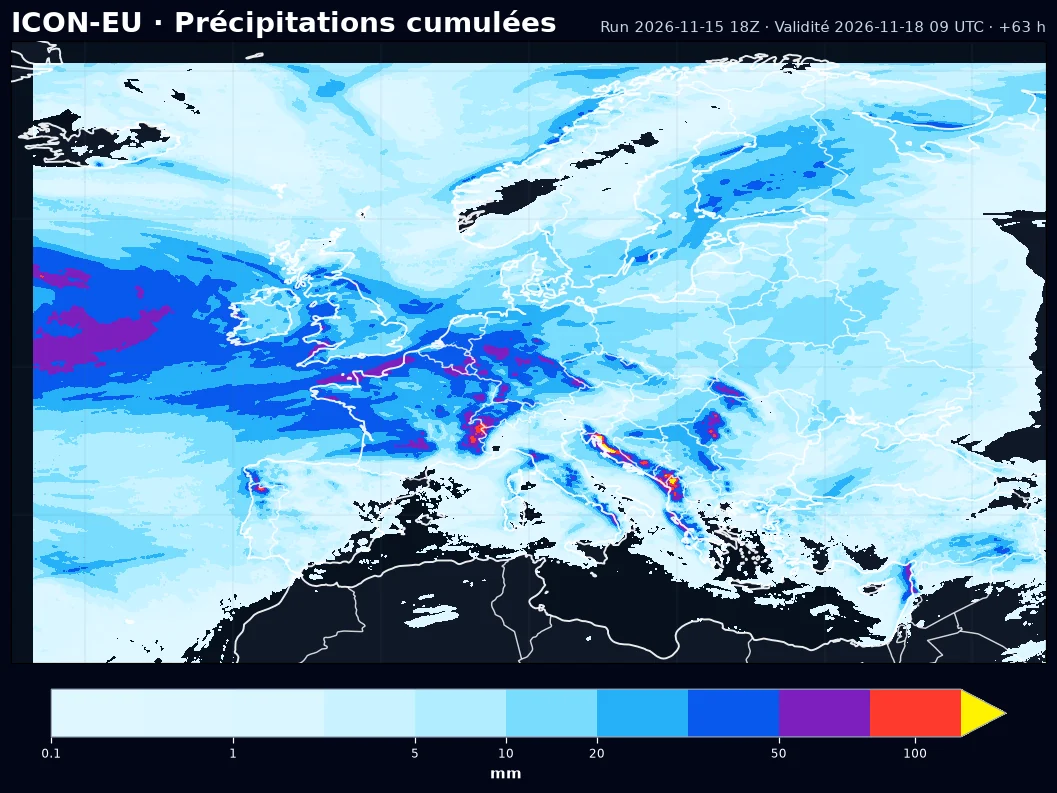 ICON-EU · Précipitations cumulées
Run 2026-11-15 18Z · Validité 2026-11-18 09 UTC · +63 h
0.1 1 5 10 20 50 100
mm